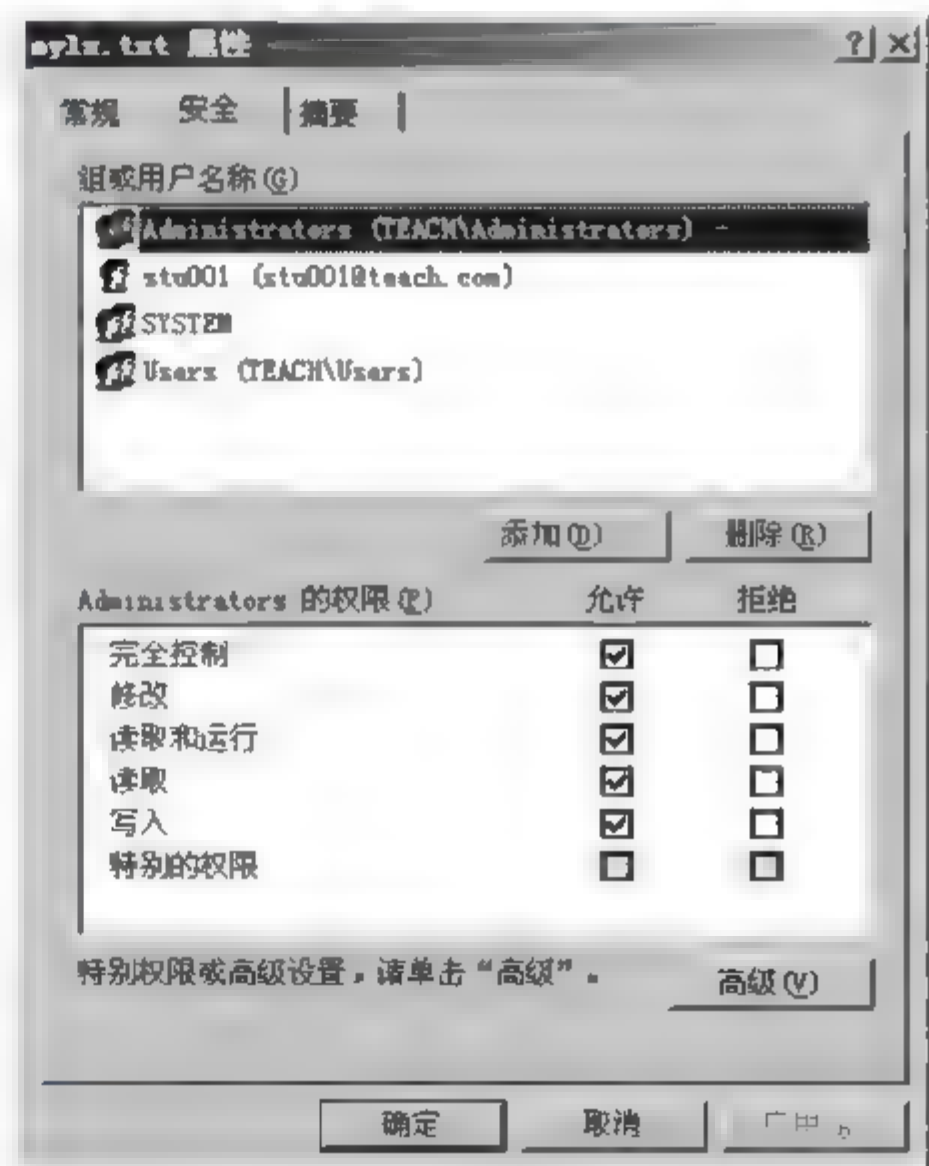 mylx.txt 属性
常规 安全 摘要
组或用户名称(G)
Administrators (TEACH\Administrators)
stu001 (stu001@teach.com)
SYSTEM
Users (TEACH\Users)
添加(D) 删除(R)
Administrators 的权限(P) 允许 拒绝
完全控制
修改
读取和运行
读取
写入
特别的权限
特别权限或高级设置，请单击“高级”。 高级(V)
确定 取消